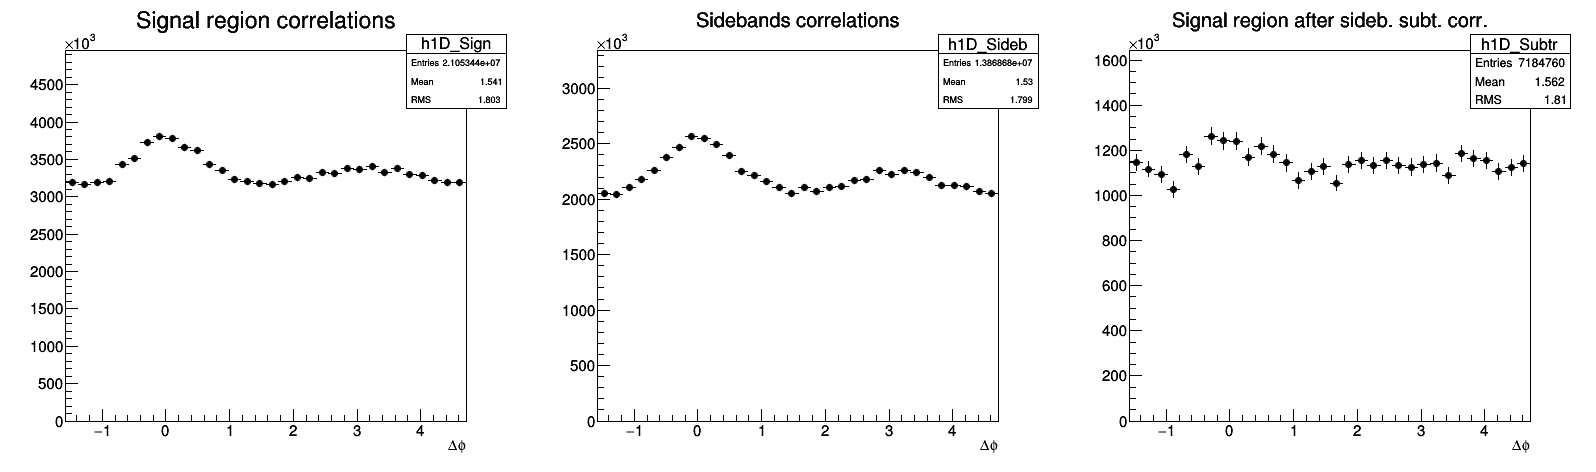 Signal region correlations
×10³
h1D_Sign
Entries 2.105344e+07
Mean 1.541
RMS 1.803
4500
4000
3500
3000
2500
2000
1500
1000
500
0
−1 0 1 2 3 4
Δϕ
Sidebands correlations
×10³
h1D_Sideb
Entries 1.386868e+07
Mean 1.53
RMS 1.799
3000
2500
2000
1500
1000
500
0
−1 0 1 2 3 4
Δϕ
Signal region after sideb. subt. corr.
×10³
h1D_Subtr
Entries 7184760
Mean 1.562
RMS 1.81
1600
1400
1200
1000
800
600
400
200
0
−1 0 1 2 3 4
Δϕ